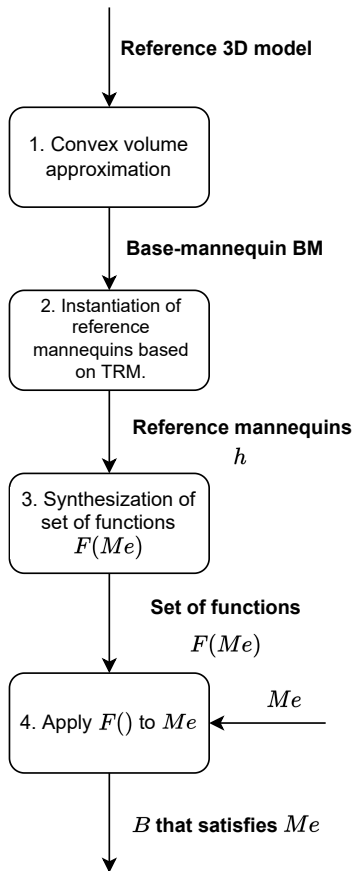 Reference 3D model
1. Convex volume
approximation
Base-mannequin BM
2. Instantiation of
reference
mannequins based
on TRM.
Reference mannequins
h
3. Synthesization of
set of functions
F(Me)
Set of functions
F(Me)
Me
4. Apply F() to Me
B that satisfies Me